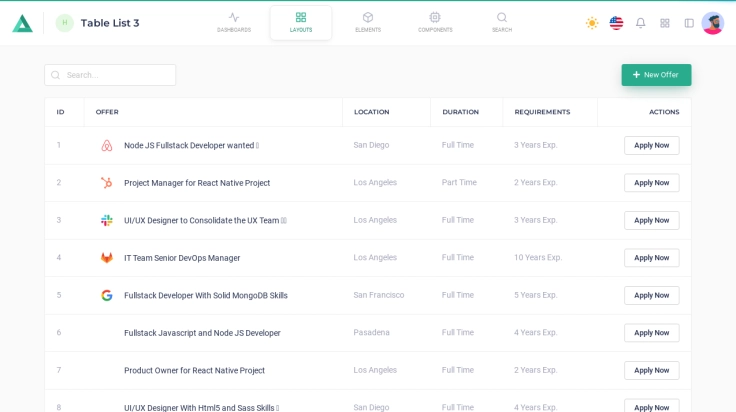 H Table List 3
DASHBOARDS
LAYOUTS
ELEMENTS
COMPONENTS
SEARCH
Search...
New Offer
ID OFFER LOCATION DURATION REQUIREMENTS ACTIONS
1 Node JS Fullstack Developer wanted San Diego Full Time 3 Years Exp. Apply Now
2 Project Manager for React Native Project Los Angeles Part Time 2 Years Exp. Apply Now
3 UI/UX Designer to Consolidate the UX Team Los Angeles Full Time 3 Years Exp. Apply Now
4 IT Team Senior DevOps Manager Los Angeles Full Time 10 Years Exp. Apply Now
5 Fullstack Developer With Solid MongoDB Skills San Francisco Full Time 5 Years Exp. Apply Now
6 Fullstack Javascript and Node JS Developer Pasadena Full Time 4 Years Exp. Apply Now
7 Product Owner for React Native Project Los Angeles Full Time 2 Years Exp. Apply Now
8 UI/UX Designer With Html5 and Sass Skills San Diego Full Time 4 Years Exp. Apply Now